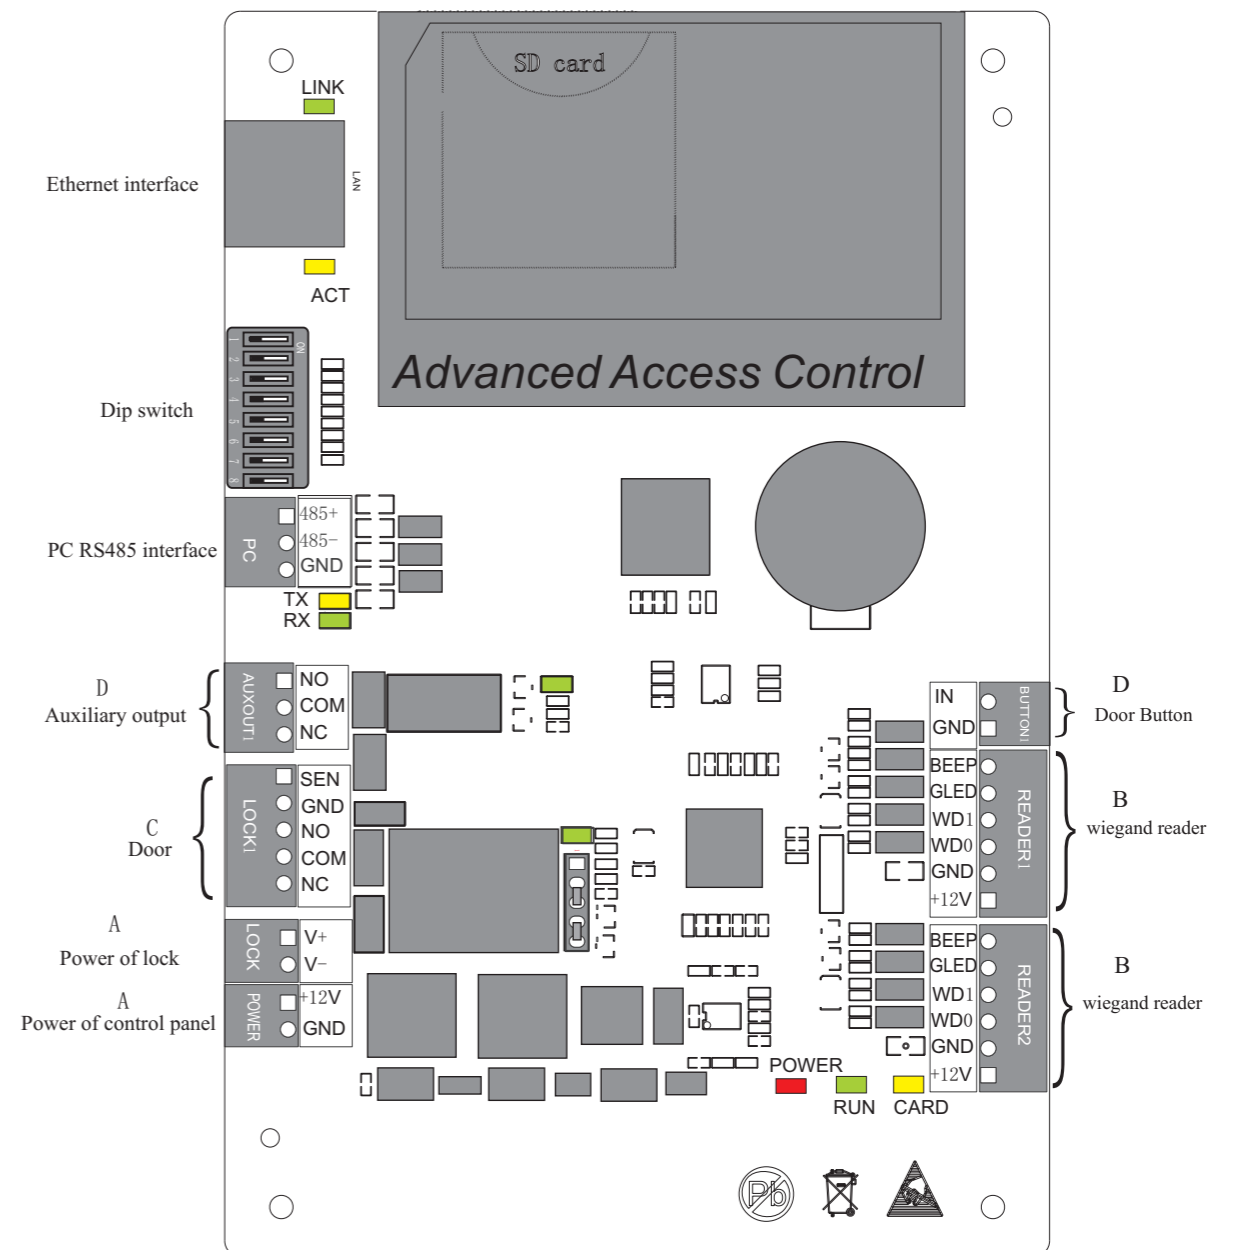 SD card
LINK
LAN
Ethernet interface
ACT
Advanced Access Control
ON
1
2
3
4
5
6
7
8
Dip switch
PC RS485 interface
PC
485+
485-
GND
TX
RX
D
Auxiliary output
AUXOUT1
NO
COM
NC
C
Door
LOCK1
SEN
GND
NO
COM
NC
A
Power of lock
LOCK
V+
V-
A
Power of control panel
POWER
+12V
GND
IN
GND
BUTTON1
D
Door Button
BEEP
GLED
WD1
WD0
GND
+12V
READER1
B
wiegand reader
BEEP
GLED
WD1
WD0
GND
+12V
READER2
B
wiegand reader
POWER
RUN
CARD
Pb